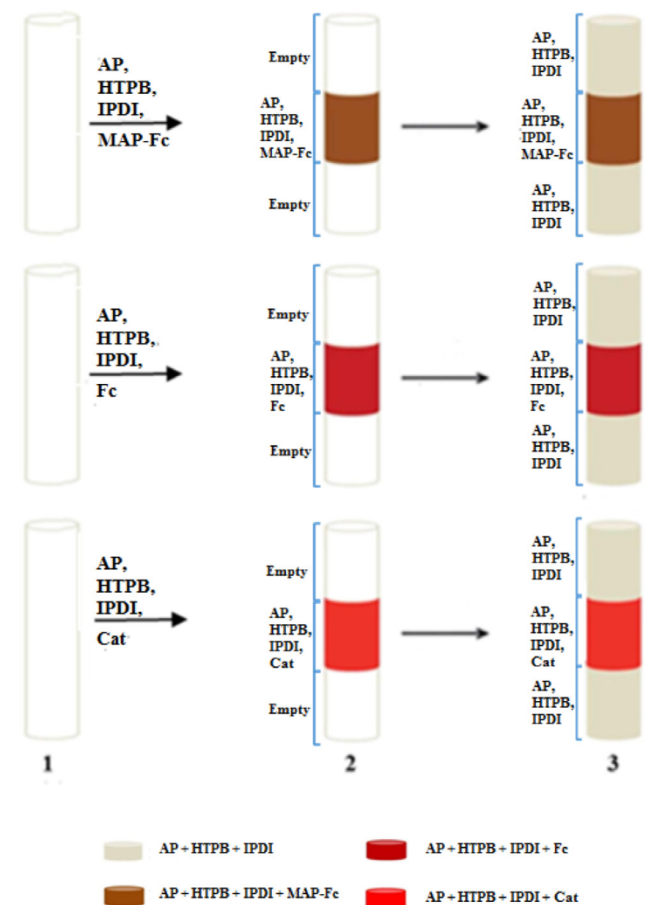 AP,
HTPB,
IPDI,
MAP-Fc
Empty
AP,
HTPB,
IPDI,
MAP-Fc
Empty
AP,
HTPB,
IPDI
AP,
HTPB,
IPDI,
MAP-Fc
AP,
HTPB,
IPDI
AP,
HTPB,
IPDI,
Fc
Empty
AP,
HTPB,
IPDI,
Fc
Empty
AP,
HTPB,
IPDI
AP,
HTPB,
IPDI,
Fc
AP,
HTPB,
IPDI
AP,
HTPB,
IPDI,
Cat
Empty
AP,
HTPB,
IPDI,
Cat
Empty
AP,
HTPB,
IPDI
AP,
HTPB,
IPDI,
Cat
AP,
HTPB,
IPDI
1 2 3
AP + HTPB + IPDI
AP + HTPB + IPDI + Fc
AP + HTPB + IPDI + MAP-Fc
AP + HTPB + IPDI + Cat